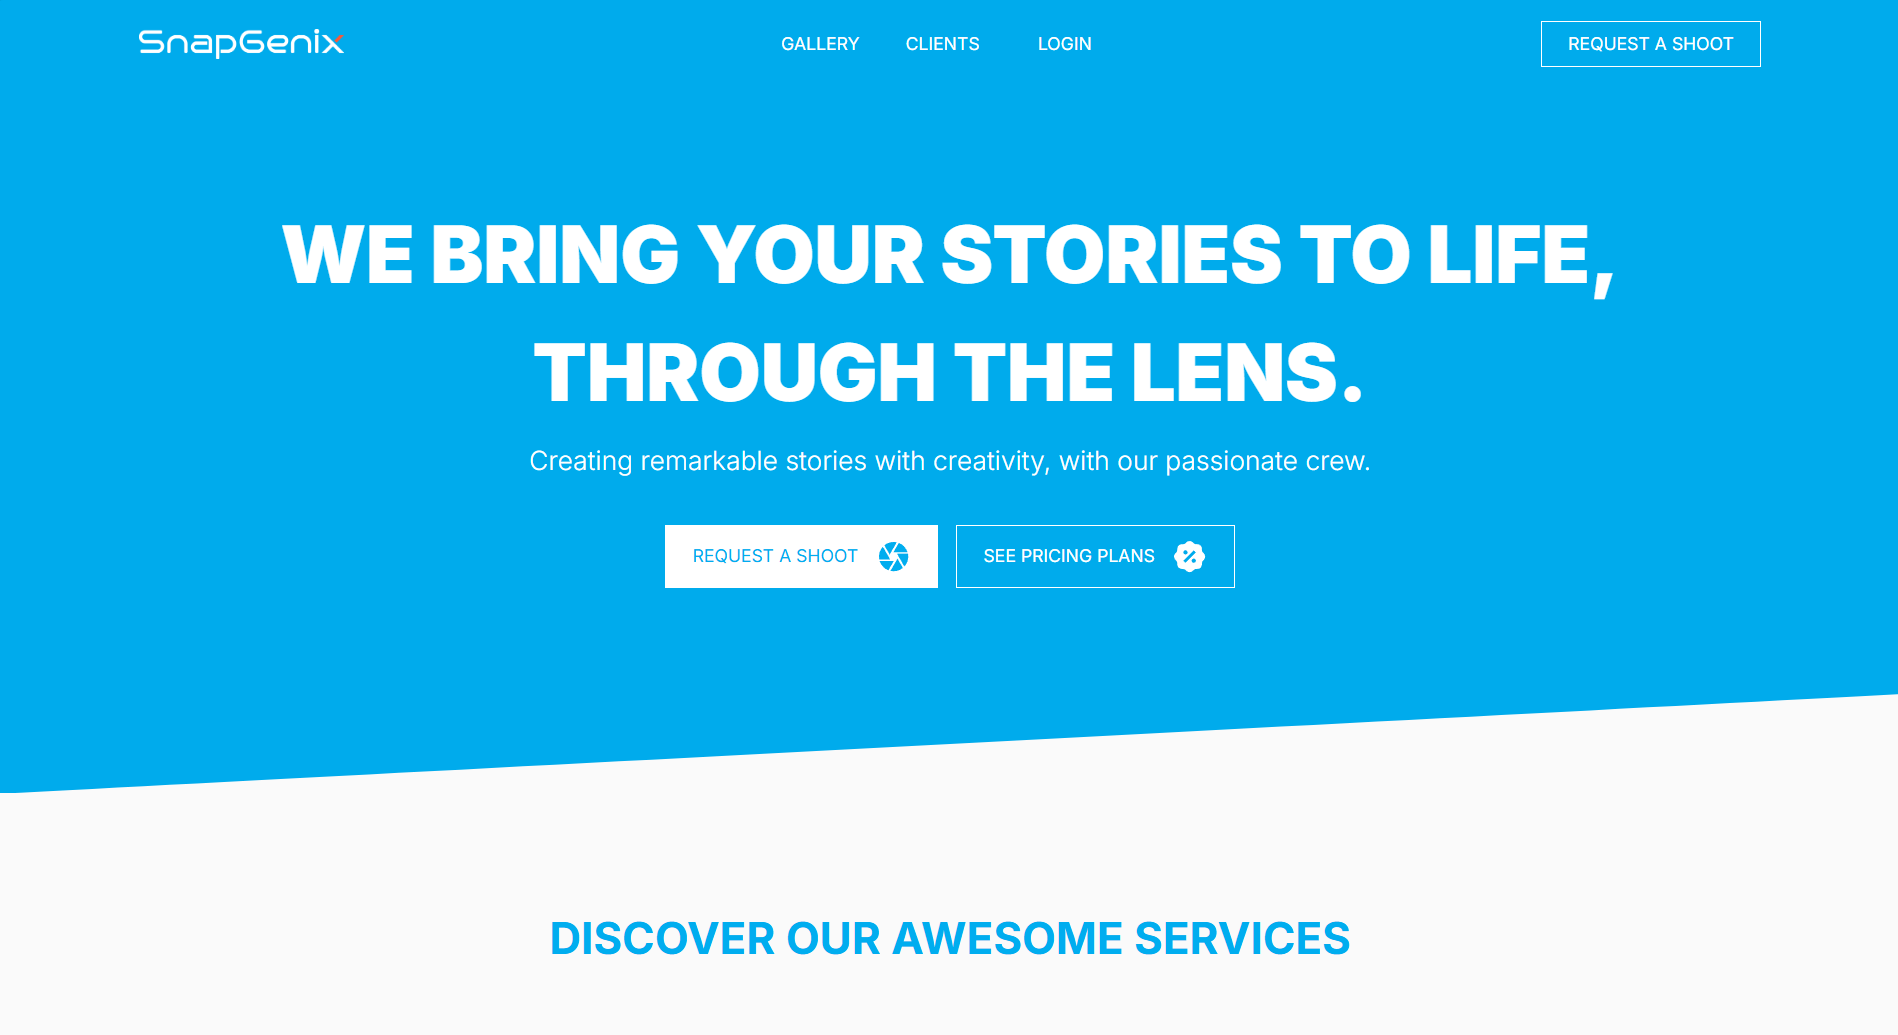 SnapGenix
GALLERY CLIENTS LOGIN
REQUEST A SHOOT
WE BRING YOUR STORIES TO LIFE,
THROUGH THE LENS.
Creating remarkable stories with creativity, with our passionate crew.
REQUEST A SHOOT
SEE PRICING PLANS
DISCOVER OUR AWESOME SERVICES